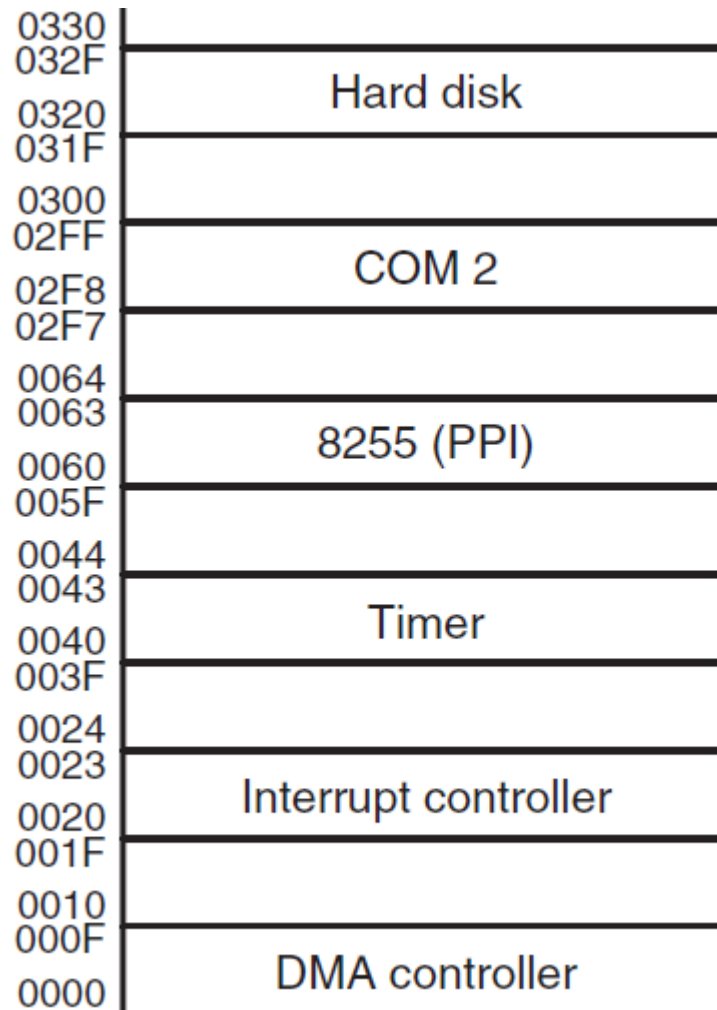 0330
032F
Hard disk
0320
031F
0300
02FF
COM 2
02F8
02F7
0064
0063
8255 (PPI)
0060
005F
0044
0043
Timer
0040
003F
0024
0023
Interrupt controller
0020
001F
0010
000F
DMA controller
0000